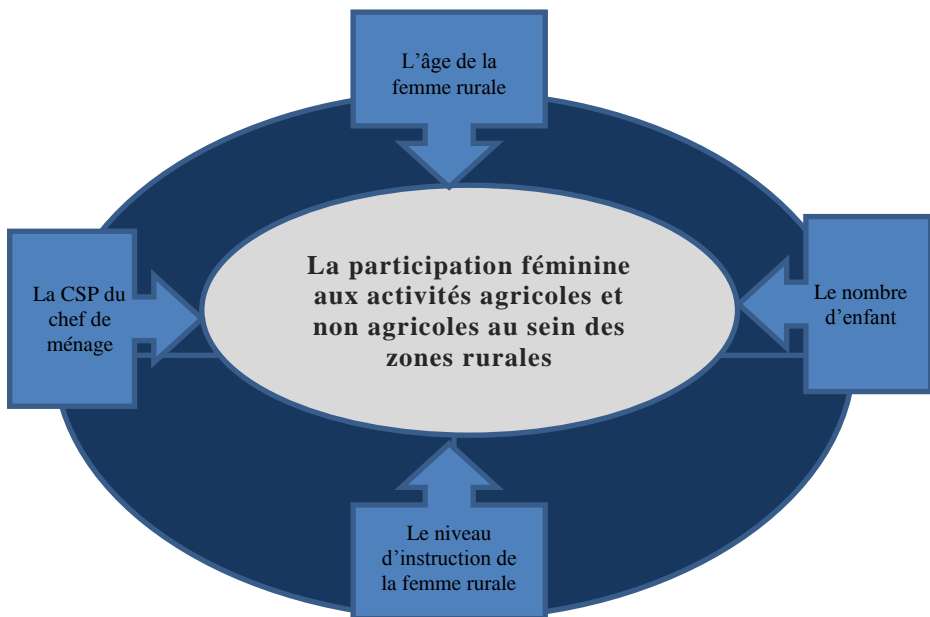 L’âge de la
femme rurale
La participation féminine
aux activités agricoles et
non agricoles au sein des
zones rurales
La CSP du
chef de
ménage
Le nombre
d’enfant
Le niveau
d’instruction de
la femme rurale